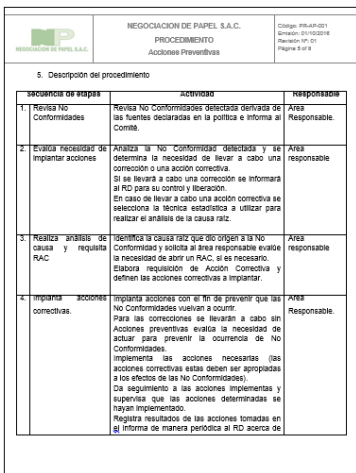 NP
NEGOCIACION DE PAPEL S.A.C.
NEGOCIACION DE PAPEL S.A.C.
PROCEDIMIENTO
Acciones Preventivas
Código: PR-AP-001
Emisión: 01/10/2016
Revisión Nº: 01
Página 5 of 8
5. Descripción del procedimiento
Secuencia de etapas Actividad Responsable
1. Revisa No
Conformidades
Revisa No Conformidades detectada derivada de
las fuentes declaradas en la política e informa al
Comité.
Área
Responsable.
2. Evalúa necesidad de
implantar acciones
Analiza la No Conformidad detectada y se
determina la necesidad de llevar a cabo una
corrección o una acción correctiva.
Si se llevará a cabo una corrección se informará
al RD para su control y liberación.
En caso de llevar a cabo una acción correctiva se
selecciona la técnica estadística a utilizar para
realizar el análisis de la causa raíz.
Área
responsable
3. Realiza análisis de
causa y requisita
RAC
Identifica la causa raíz que dio origen a la No
Conformidad y solicita al área responsable evalúe
la necesidad de abrir un RAC, si es necesario.
Elabora requisición de Acción Correctiva y
definen las acciones correctivas a implantar.
Área
responsable
4. Implanta acciones
correctivas.
Implanta acciones con el fin de prevenir que las
No Conformidades vuelvan a ocurrir.
Para las correcciones se llevarán a cabo sin
Acciones preventivas evalúa la necesidad de
actuar para prevenir la ocurrencia de No
Conformidades.
Implementa las acciones necesarias (las
acciones correctivas estas deben ser apropiadas
a los efectos de las No Conformidades).
Da seguimiento a las acciones implementas y
supervisa que las acciones determinadas se
hayan implementado.
Registra resultados de las acciones tomadas en
el informa de manera periódica al RD acerca de
Área
Responsable.